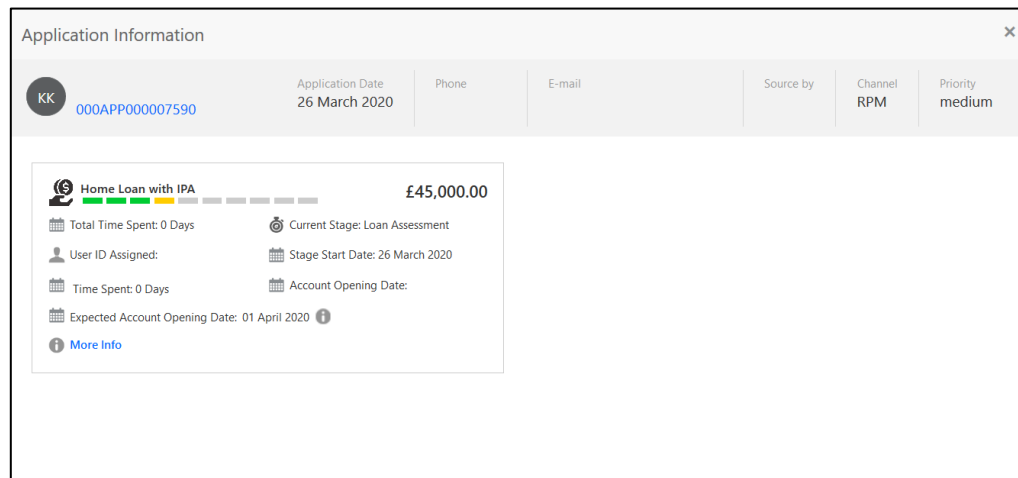 Application Information
×
KK
000APP000007590
Application Date
26 March 2020
Phone
E-mail
Source by
Channel
RPM
Priority
medium
Home Loan with IPA
£45,000.00
Total Time Spent: 0 Days
Current Stage: Loan Assessment
User ID Assigned:
Stage Start Date: 26 March 2020
Time Spent: 0 Days
Account Opening Date:
Expected Account Opening Date: 01 April 2020
More Info